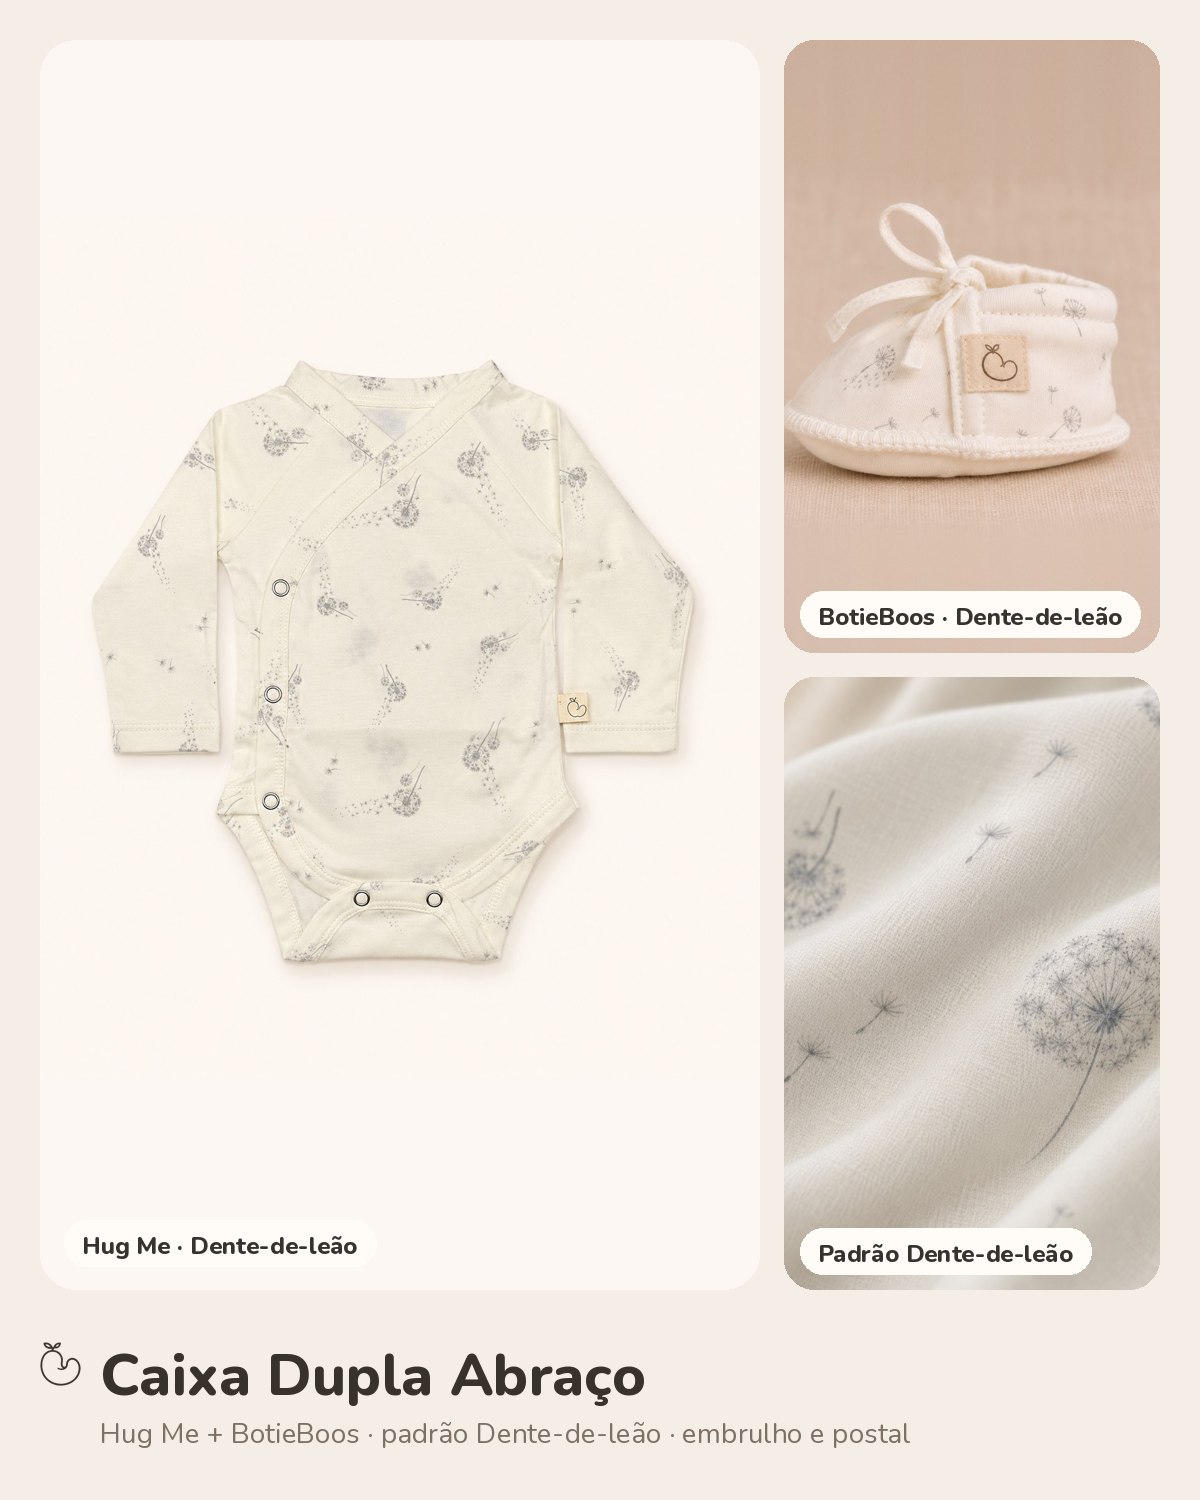 BotieBoos · Dente-de-leão
Hug Me · Dente-de-leão
Padrão Dente-de-leão
Caixa Dupla Abraço
Hug Me + BotieBoos · padrão Dente-de-leão · embrulho e postal